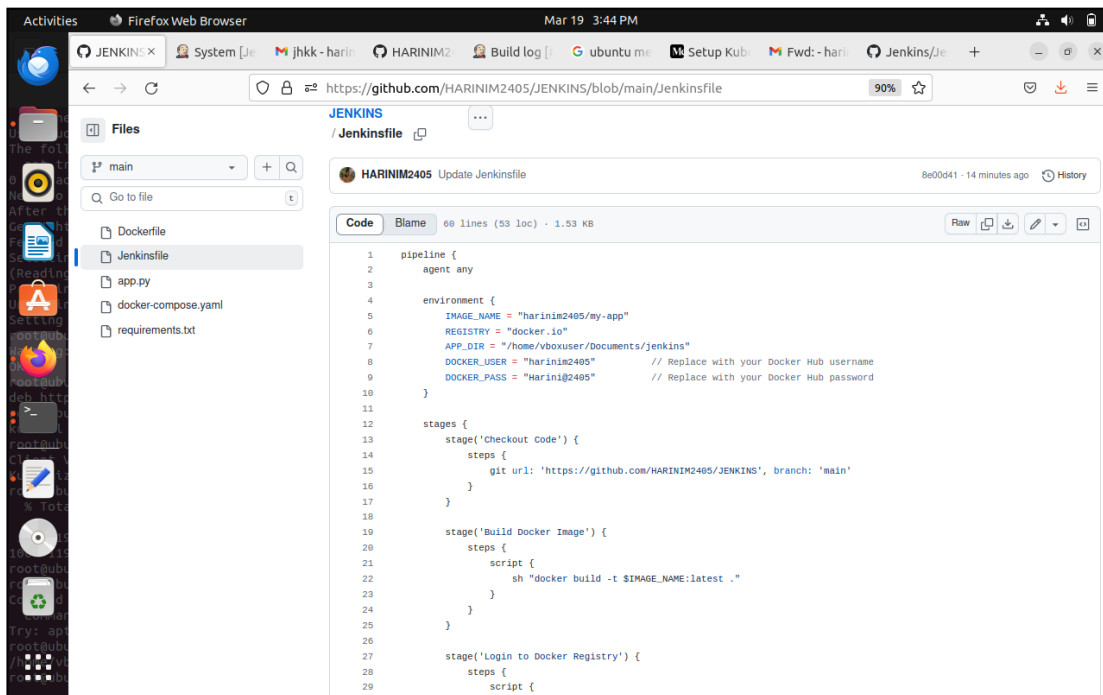 Activities Firefox Web Browser Mar 19 3:44 PM
JENKINS × System [Je jhkk - harin HARINIM2 Build log [ ubuntu me Setup Kub Fwd: - hari Jenkins/Je +
https://github.com/HARINIM2405/JENKINS/blob/main/Jenkinsfile 90%
Files
main
Go to file t
Dockerfile
Jenkinsfile
app.py
docker-compose.yaml
requirements.txt
JENKINS ...
/ Jenkinsfile
HARINIM2405 Update Jenkinsfile 8e00d41 · 14 minutes ago History
Code Blame 60 lines (53 loc) · 1.53 KB Raw
1 pipeline {
2     agent any
3
4     environment {
5         IMAGE_NAME = "harinim2405/my-app"
6         REGISTRY = "docker.io"
7         APP_DIR = "/home/vboxuser/Documents/jenkins"
8         DOCKER_USER = "harinim2405"          // Replace with your Docker Hub username
9         DOCKER_PASS = "Harini@2405"          // Replace with your Docker Hub password
10     }
11
12     stages {
13         stage('Checkout Code') {
14             steps {
15                 git url: 'https://github.com/HARINIM2405/JENKINS', branch: 'main'
16             }
17         }
18
19         stage('Build Docker Image') {
20             steps {
21                 script {
22                     sh "docker build -t $IMAGE_NAME:latest ."
23                 }
24             }
25         }
26
27         stage('Login to Docker Registry') {
28             steps {
29                 script {